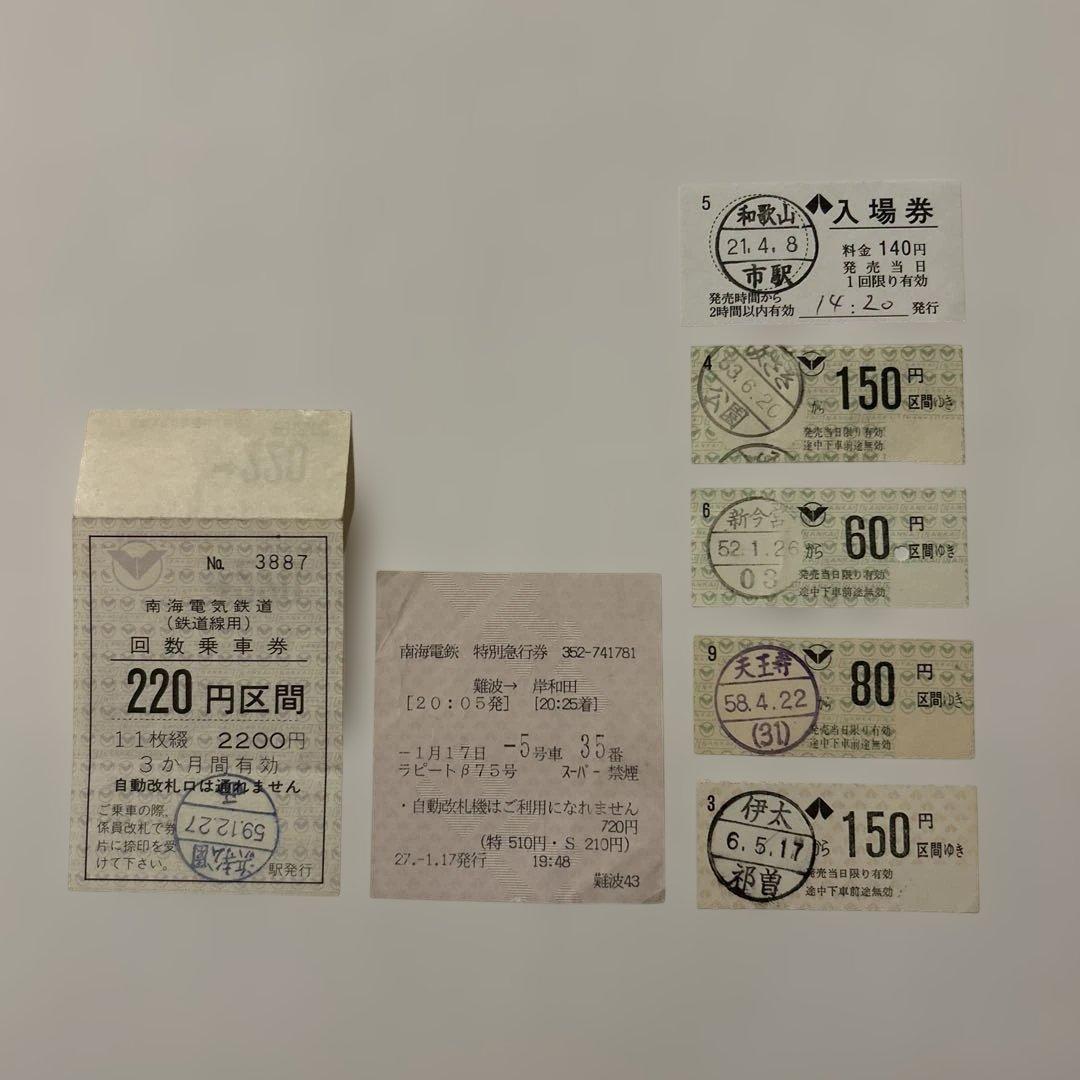 No. 3887
南海電気鉄道
(鉄道線用)
回数乗車券
220円区間
11枚綴 2200円
3か月間有効
自動改札口は通れません
ご乗車の際,
係員改札で券
片に捺印を受
けて下さい。
59.12.27
浜松公園
駅発行
南海電鉄 特別急行券 352-741781
難波→ 岸和田
[20:05発] [20:25着]
-1月17日 -5号車 35番
ラピートβ75号 スーパー 禁煙
・自動改札機はご利用になれません
720円
(特 510円・S 210円)
27.-1.17発行 19:48
難波43
5
和歌山
21.4.8
市駅
入場券
料金 140円
発売当日
1回限り有効
発売時間から
2時間以内有効 14:20 発行
4
63.6.20
公園
から 150円
区間ゆき
発売当日限り有効
途中下車前途無効
6
新今宮
52.1.26
03
から 60円
区間ゆき
発売当日限り有効
途中下車前途無効
9
天王寺
58.4.22
(31)
から 80円
区間ゆき
発売当日限り有効
途中下車前途無効
3
伊太
6.5.17
祁曽
から 150円
区間ゆき
発売当日限り有効
途中下車前途無効